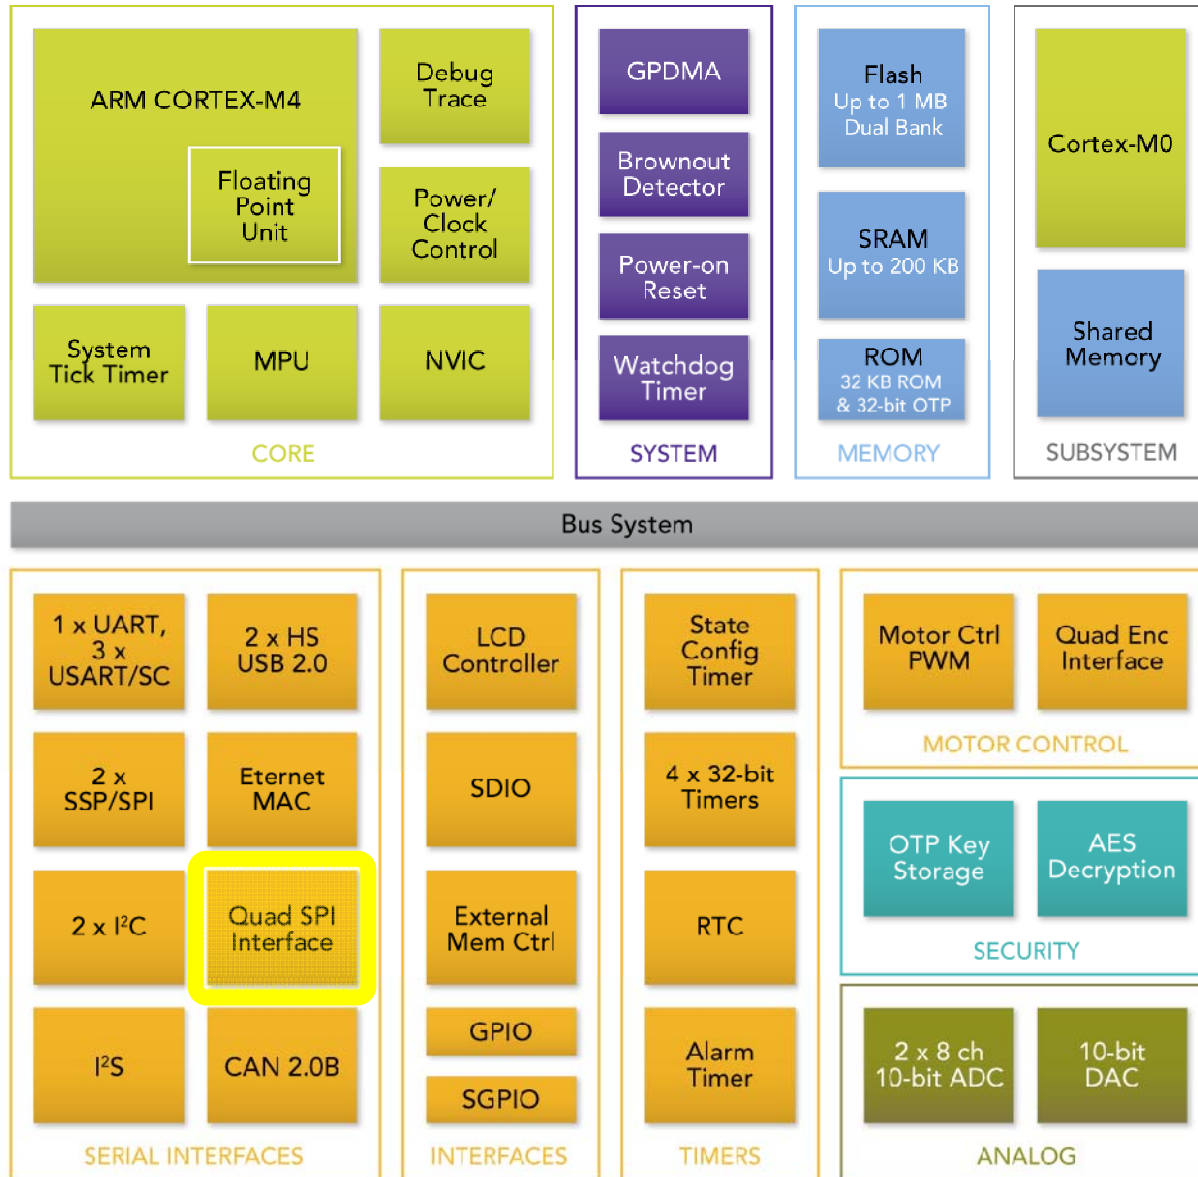 ARM CORTEX-M4
Floating
Point
Unit
Debug
Trace
Power/
Clock
Control
System
Tick Timer
MPU
NVIC
CORE
GPDMA
Brownout
Detector
Power-on
Reset
Watchdog
Timer
SYSTEM
Flash
Up to 1 MB
Dual Bank
SRAM
Up to 200 KB
ROM
32 KB ROM
& 32-bit OTP
MEMORY
Cortex-M0
Shared
Memory
SUBSYSTEM
Bus System
1 x UART,
3 x
USART/SC
2 x HS
USB 2.0
2 x
SSP/SPI
Eternet
MAC
2 x I²C
Quad SPI
Interface
I²S
CAN 2.0B
SERIAL INTERFACES
LCD
Controller
SDIO
External
Mem Ctrl
GPIO
SGPIO
INTERFACES
State
Config
Timer
4 x 32-bit
Timers
RTC
Alarm
Timer
TIMERS
Motor Ctrl
PWM
Quad Enc
Interface
MOTOR CONTROL
OTP Key
Storage
AES
Decryption
SECURITY
2 x 8 ch
10-bit ADC
10-bit
DAC
ANALOG